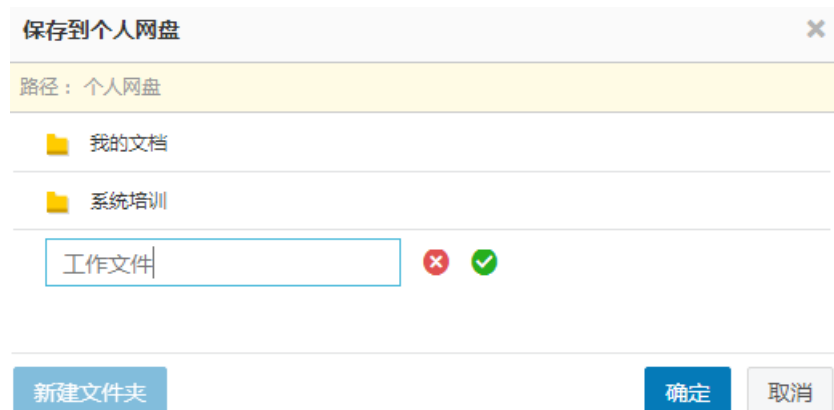 保存到个人网盘
路径： 个人网盘
我的文档
系统培训
工作文件
新建文件夹 确定 取消